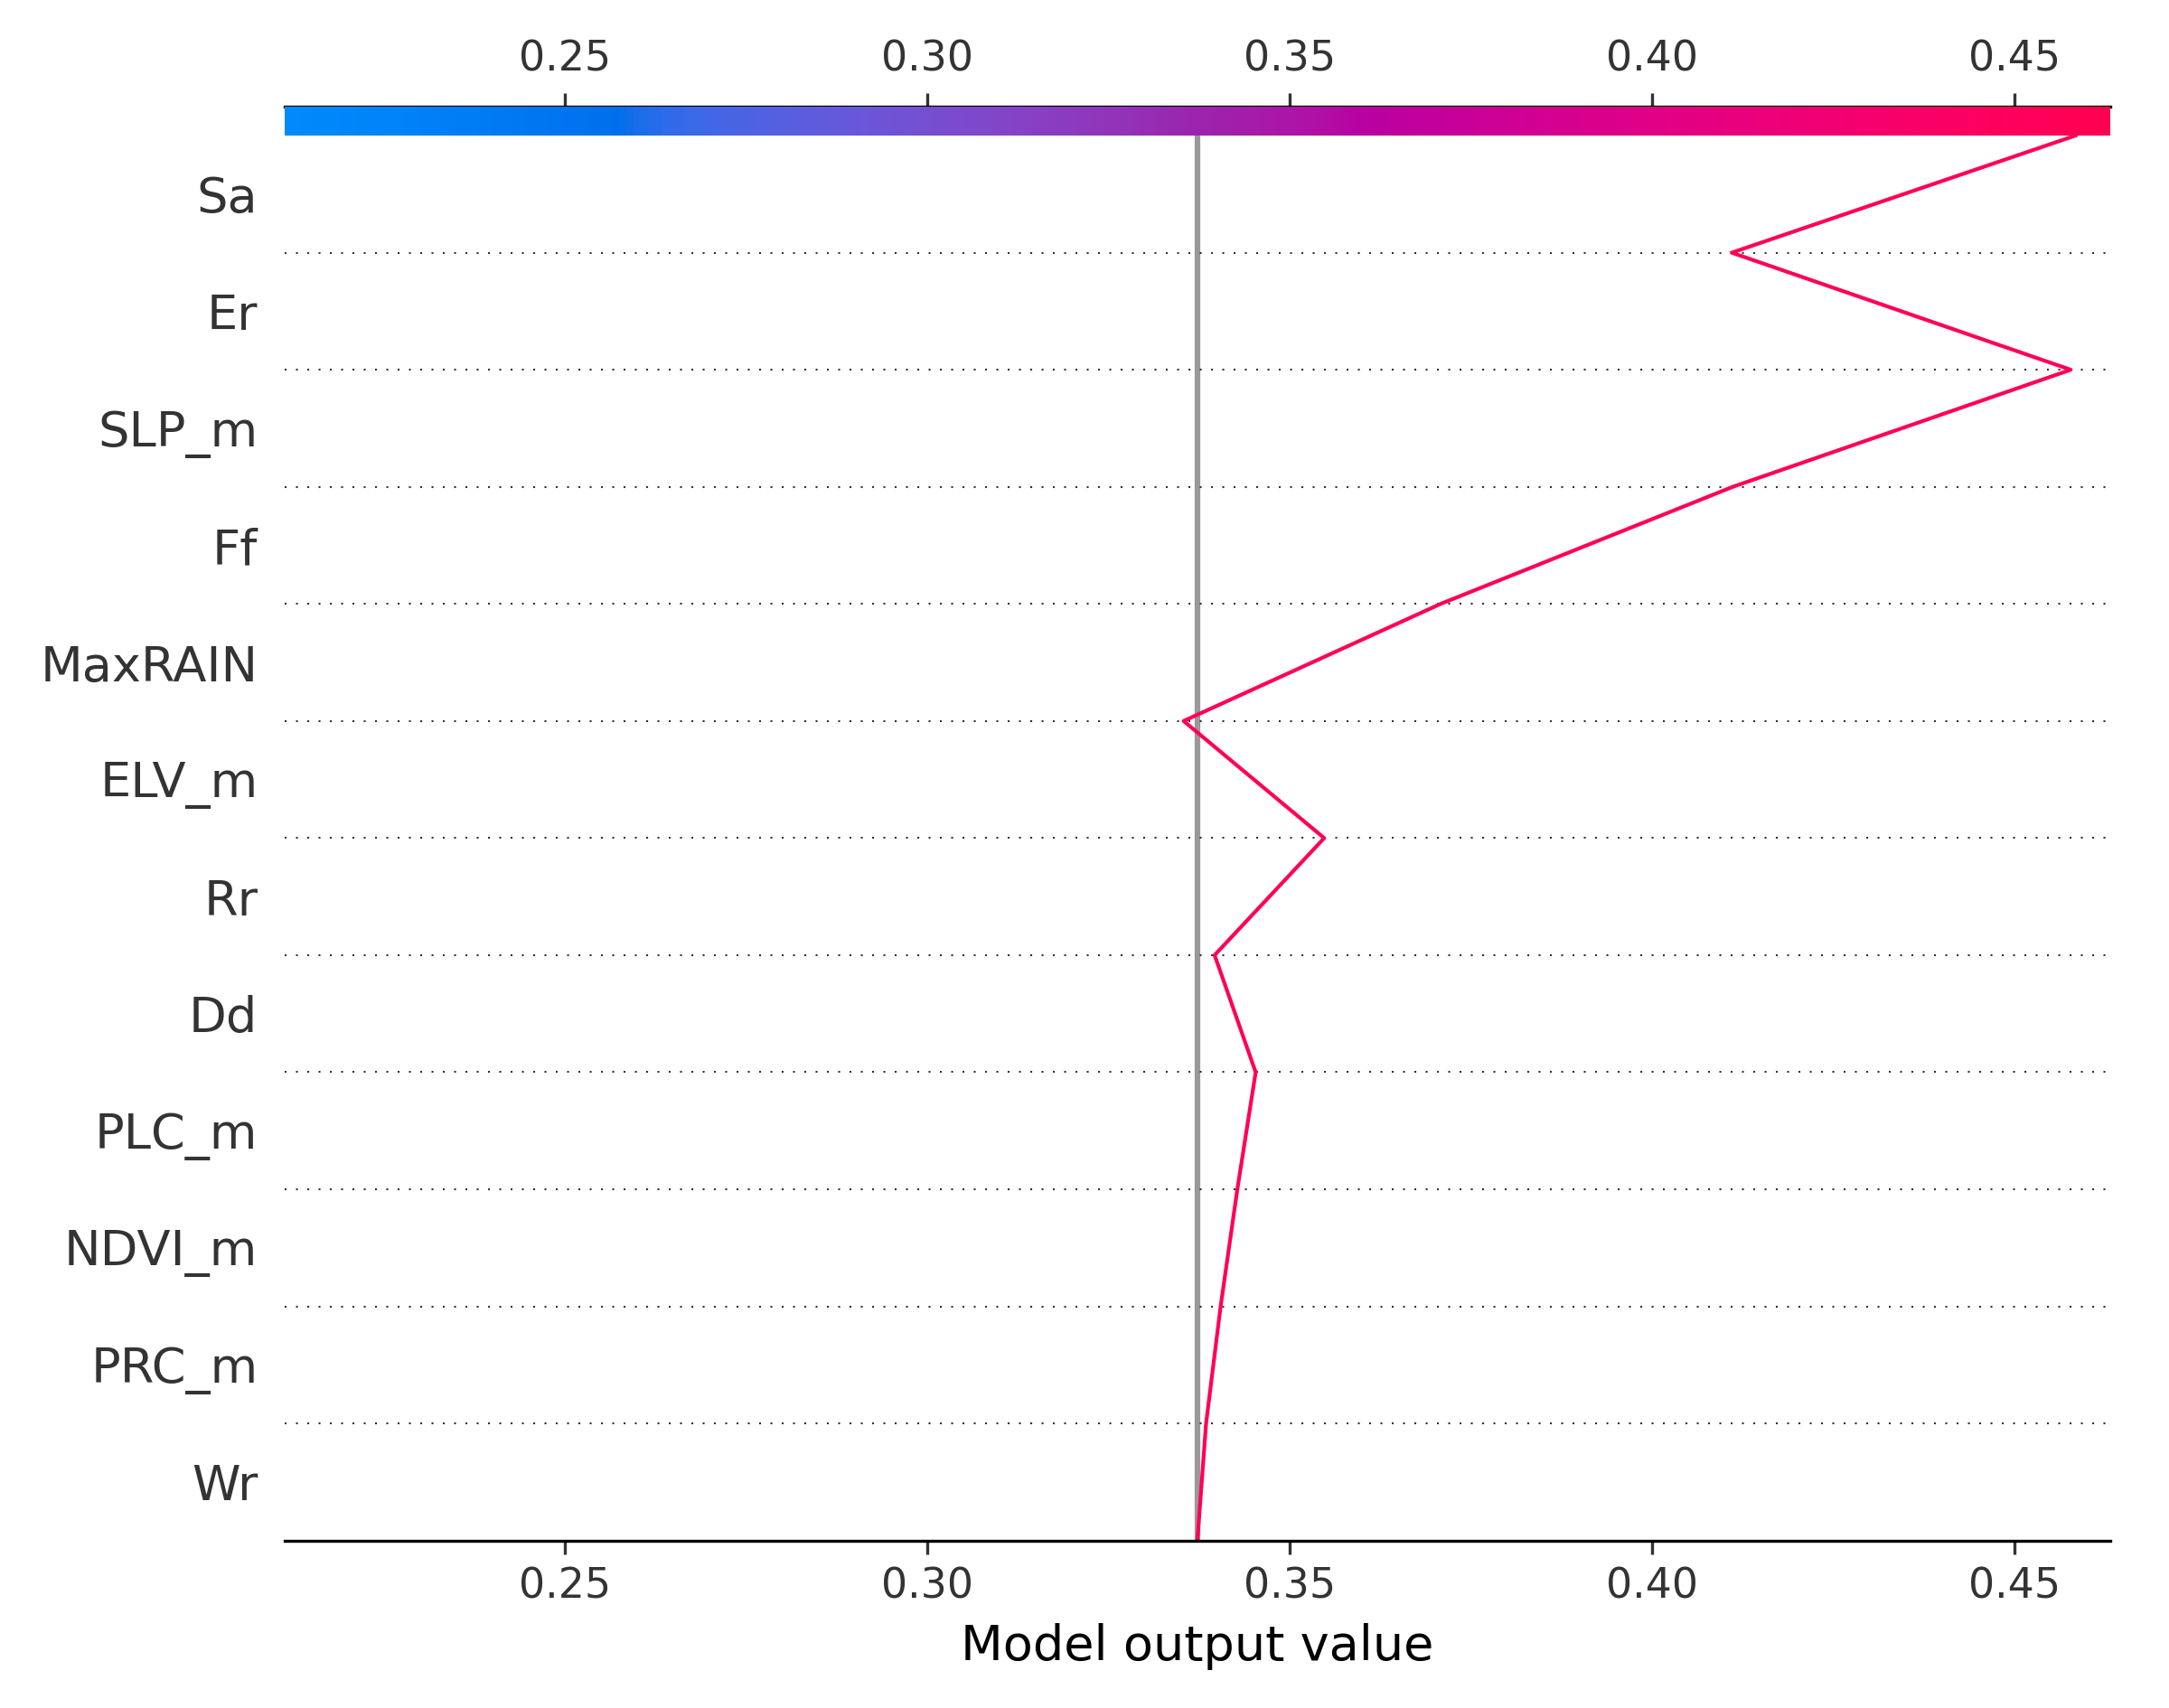 0.25 0.30 0.35 0.40 0.45
Sa
Er
SLP_m
Ff
MaxRAIN
ELV_m
Rr
Dd
PLC_m
NDVI_m
PRC_m
Wr
0.25 0.30 0.35 0.40 0.45
Model output value